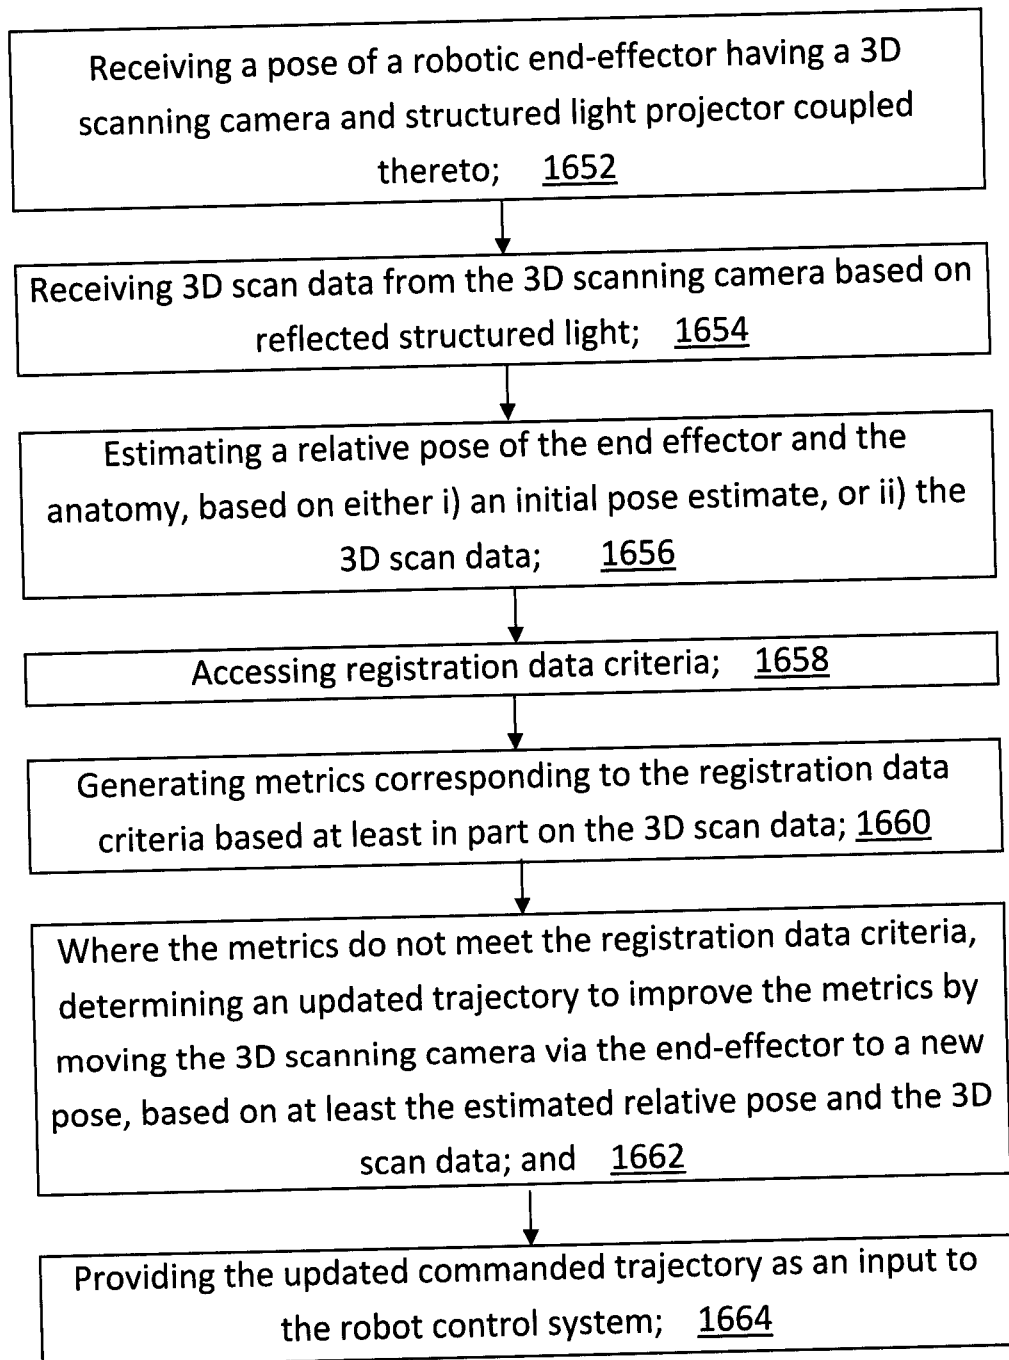 Receiving a pose of a robotic end-effector having a 3D
scanning camera and structured light projector coupled
thereto; 1652
Receiving 3D scan data from the 3D scanning camera based on
reflected structured light; 1654
Estimating a relative pose of the end effector and the
anatomy, based on either i) an initial pose estimate, or ii) the
3D scan data; 1656
Accessing registration data criteria; 1658
Generating metrics corresponding to the registration data
criteria based at least in part on the 3D scan data; 1660
Where the metrics do not meet the registration data criteria,
determining an updated trajectory to improve the metrics by
moving the 3D scanning camera via the end-effector to a new
pose, based on at least the estimated relative pose and the 3D
scan data; and 1662
Providing the updated commanded trajectory as an input to
the robot control system; 1664